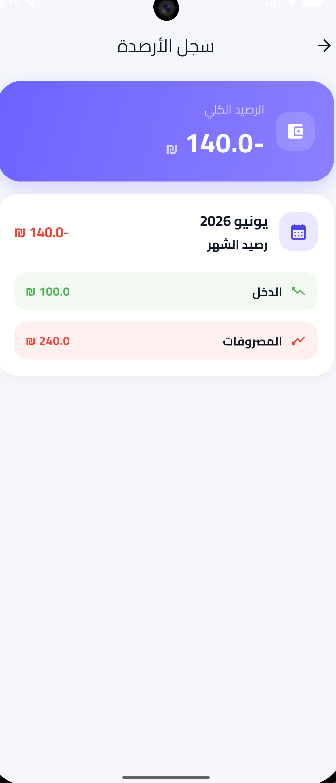 سجل الأرصدة
الرصيد الكلي
-140.0 ₪
يونيو 2026
رصيد الشهر
-140.0 ₪
الدخل
100.0 ₪
المصروفات
240.0 ₪